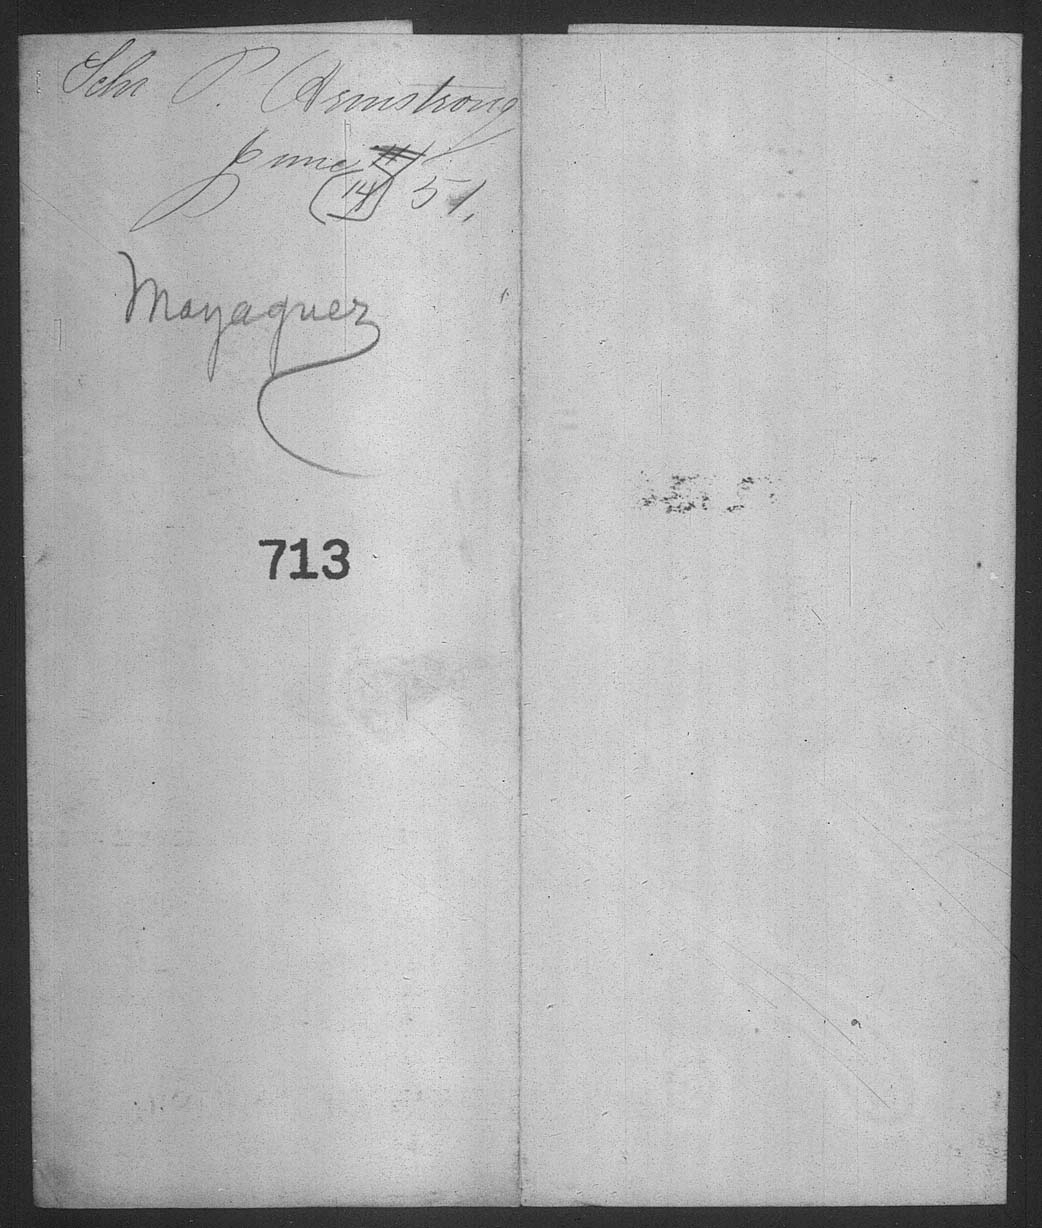 Schr P. Armstrong
June
(14) 51.
Mayaguez
713